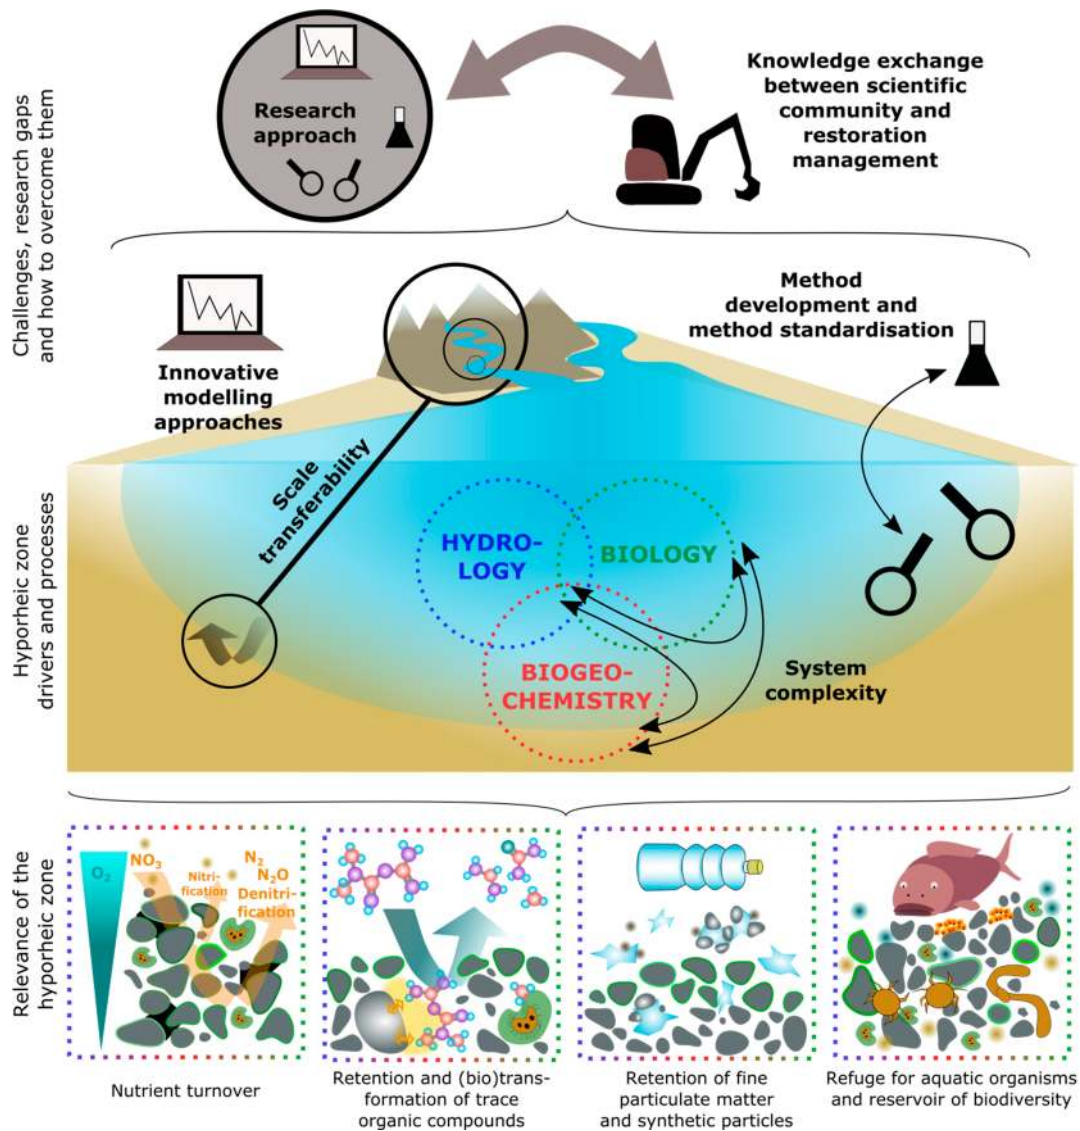 Challenges, research gaps
and how to overcome them
Research
approach
Knowledge exchange
between scientific
community and
restoration
management
Innovative
modelling
approaches
Method
development and
method standardisation
Scale
transferability
Hyporheic zone
drivers and processes
HYDRO-
LOGY
BIOLOGY
BIOGEO-
CHEMISTRY
System
complexity
Relevance of the
hyporheic zone
O2
NO3
Nitri-
fication
N2
N2O
Denitri-
fication
Nutrient turnover
Retention and (bio)trans-
formation of trace
organic compounds
Retention of fine
particulate matter
and synthetic particles
Refuge for aquatic organisms
and reservoir of biodiversity